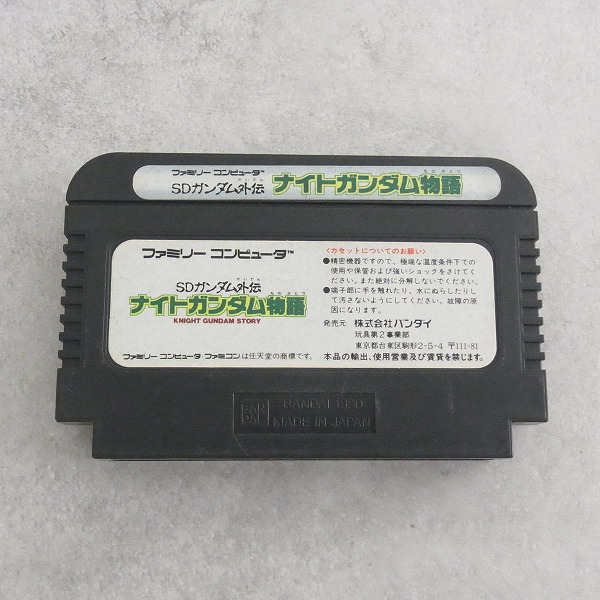 ファミリー コンピュータ
SDガンダム外伝 ナイトガンダム物語
ファミリー コンピュータ™
SDガンダム外伝
ナイトガンダム物語
KNIGHT GUNDAM STORY
ファミリー コンピュータ・ファミコンは任天堂の商標です。
〈カセットについてのお願い〉
●精密機器ですので、極端な温度条件下での
使用や保管および強いショックをさけてく
ださい。また絶対に分解しないでください。
●端子部に手を触れたり、水にぬらしたりし
て汚さないようにしてください。故障の原
因になります。
発売元 株式会社バンダイ
玩具第2事業部
東京都台東区駒形2-5-4 〒111-81
本品の輸出、使用営業及び賃貸を禁じます。
BAN
DAI
BANDAI 1990
MADE IN JAPAN